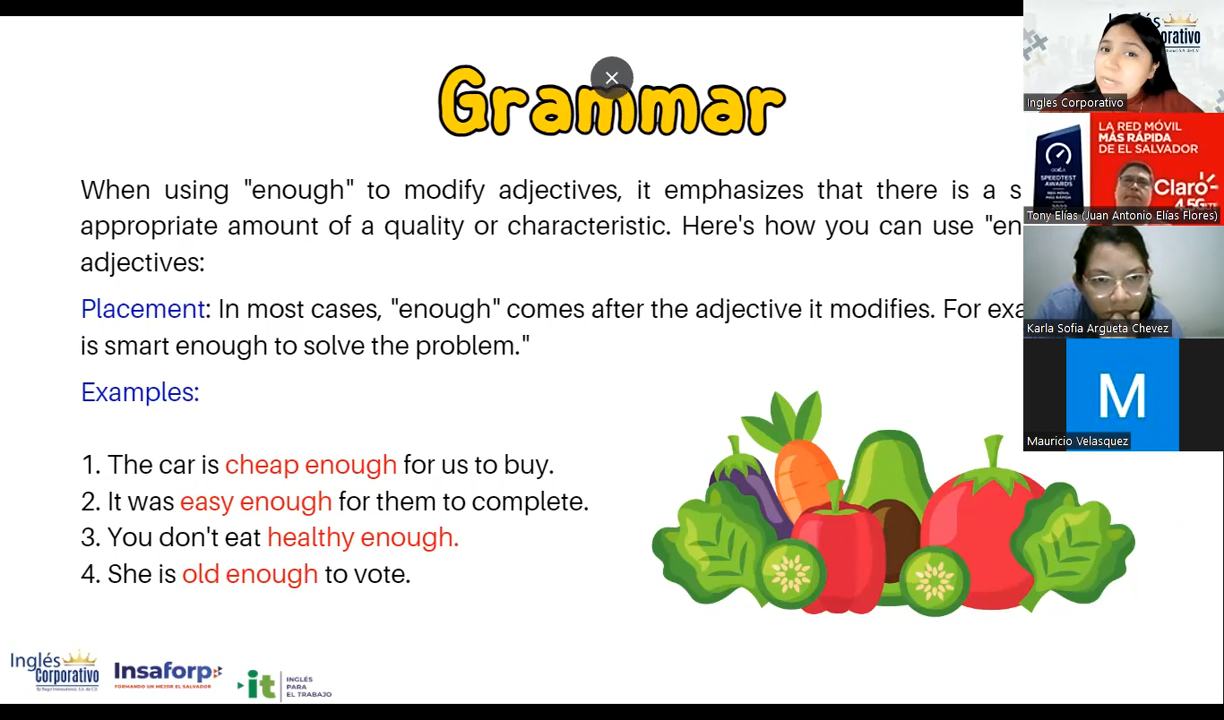 Grammar
When using "enough" to modify adjectives, it emphasizes that there is a s
appropriate amount of a quality or characteristic. Here's how you can use "en
adjectives:
Placement: In most cases, "enough" comes after the adjective it modifies. For exa
is smart enough to solve the problem."
Examples:
1. The car is cheap enough for us to buy.
2. It was easy enough for them to complete.
3. You don't eat healthy enough.
4. She is old enough to vote.
Inglés
Corporativo
Insaforp
FORMANDO UN MEJOR EL SALVADOR
it
INGLÉS
PARA
EL TRABAJO
Ingles Corporativo
LA RED MÓVIL
MÁS RÁPIDA
DE EL SALVADOR
SPEEDTEST
AWARDS
Claro
4.5G LTE
Tony Elías (Juan Antonio Elías Flores)
Karla Sofia Argueta Chevez
M
Mauricio Velasquez